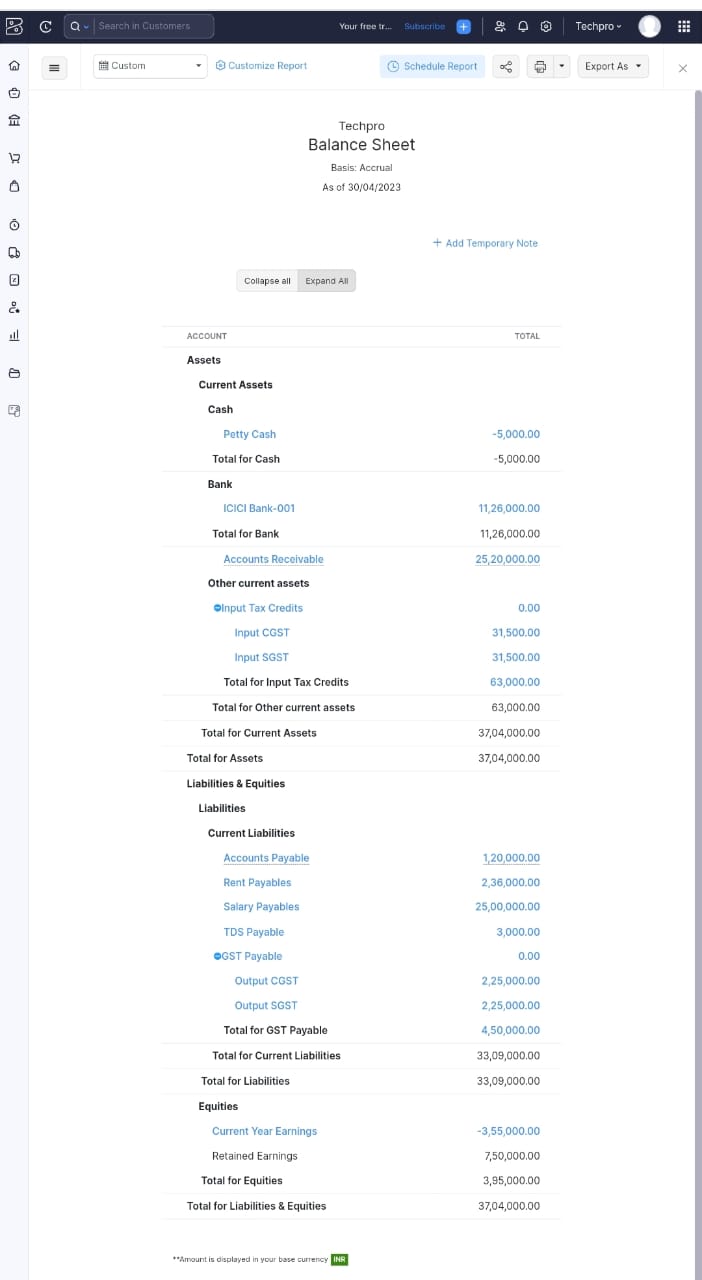 Search in Customers Your free tr... Subscribe Techpro
Custom Customize Report Schedule Report Export As
Techpro
Balance Sheet
Basis: Accrual
As of 30/04/2023
+ Add Temporary Note
Collapse all Expand All
ACCOUNT TOTAL
Assets
Current Assets
Cash
Petty Cash -5,000.00
Total for Cash -5,000.00
Bank
ICICI Bank-001 11,26,000.00
Total for Bank 11,26,000.00
Accounts Receivable 25,20,000.00
Other current assets
Input Tax Credits 0.00
Input CGST 31,500.00
Input SGST 31,500.00
Total for Input Tax Credits 63,000.00
Total for Other current assets 63,000.00
Total for Current Assets 37,04,000.00
Total for Assets 37,04,000.00
Liabilities & Equities
Liabilities
Current Liabilities
Accounts Payable 1,20,000.00
Rent Payables 2,36,000.00
Salary Payables 25,00,000.00
TDS Payable 3,000.00
GST Payable 0.00
Output CGST 2,25,000.00
Output SGST 2,25,000.00
Total for GST Payable 4,50,000.00
Total for Current Liabilities 33,09,000.00
Total for Liabilities 33,09,000.00
Equities
Current Year Earnings -3,55,000.00
Retained Earnings 7,50,000.00
Total for Equities 3,95,000.00
Total for Liabilities & Equities 37,04,000.00
**Amount is displayed in your base currency INR